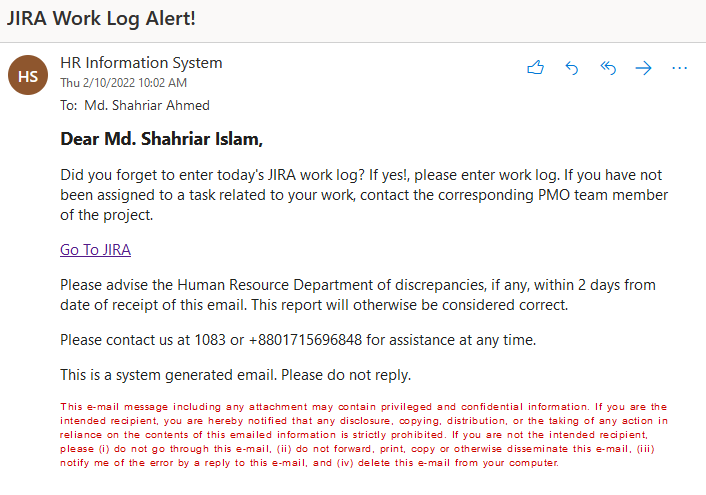 JIRA Work Log Alert!
HS
HR Information System
Thu 2/10/2022 10:02 AM
To: Md. Shahriar Ahmed
Dear Md. Shahriar Islam,
Did you forget to enter today's JIRA work log? If yes!, please enter work log. If you have not
been assigned to a task related to your work, contact the corresponding PMO team member
of the project.
Go To JIRA
Please advise the Human Resource Department of discrepancies, if any, within 2 days from
date of receipt of this email. This report will otherwise be considered correct.
Please contact us at 1083 or +8801715696848 for assistance at any time.
This is a system generated email. Please do not reply.
This e-mail message including any attachment may contain privileged and confidential information. If you are the
intended recipient, you are hereby notified that any disclosure, copying, distribution, or the taking of any action in
reliance on the contents of this emailed information is strictly prohibited. If you are not the intended recipient,
please (i) do not go through this e-mail, (ii) do not forward, print, copy or otherwise disseminate this e-mail, (iii)
notify me of the error by a reply to this e-mail, and (iv) delete this e-mail from your computer.